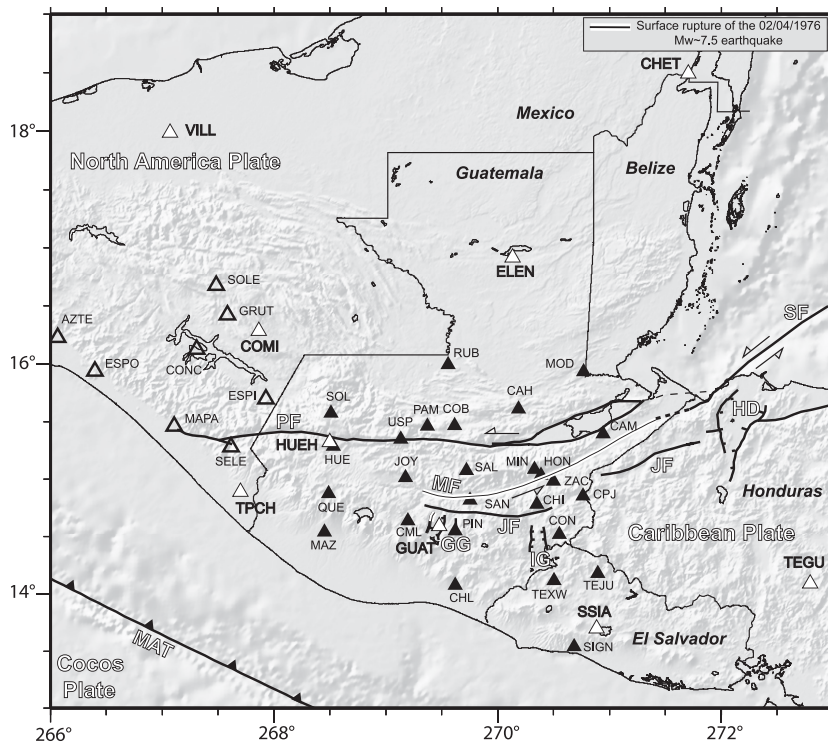 Surface rupture of the 02/04/1976
Mw~7.5 earthquake
CHET
Mexico
18°
VILL
North America Plate
Guatemala
Belize
ELEN
SOLE
GRUT
AZTE
COMI
SF
RUB
MOD
16°
CONC
ESPO
ESPI
CAH
SOL
PAM
COB
HD
MAPA
PF
USP
CAM
HUEH
SELE
HUE
JOY
SAL
MIN
HON
JF
MF
ZAC
TPCH
QUE
SAN
CHI
CPJ
Honduras
CML
PIN
JF
CON
Caribbean Plate
MAZ
GUAT
GG
IG
TEGU
14°
CHL
TEXW
TEJU
SSIA
MAT
El Salvador
SIGN
Cocos
Plate
266°
268
270
272